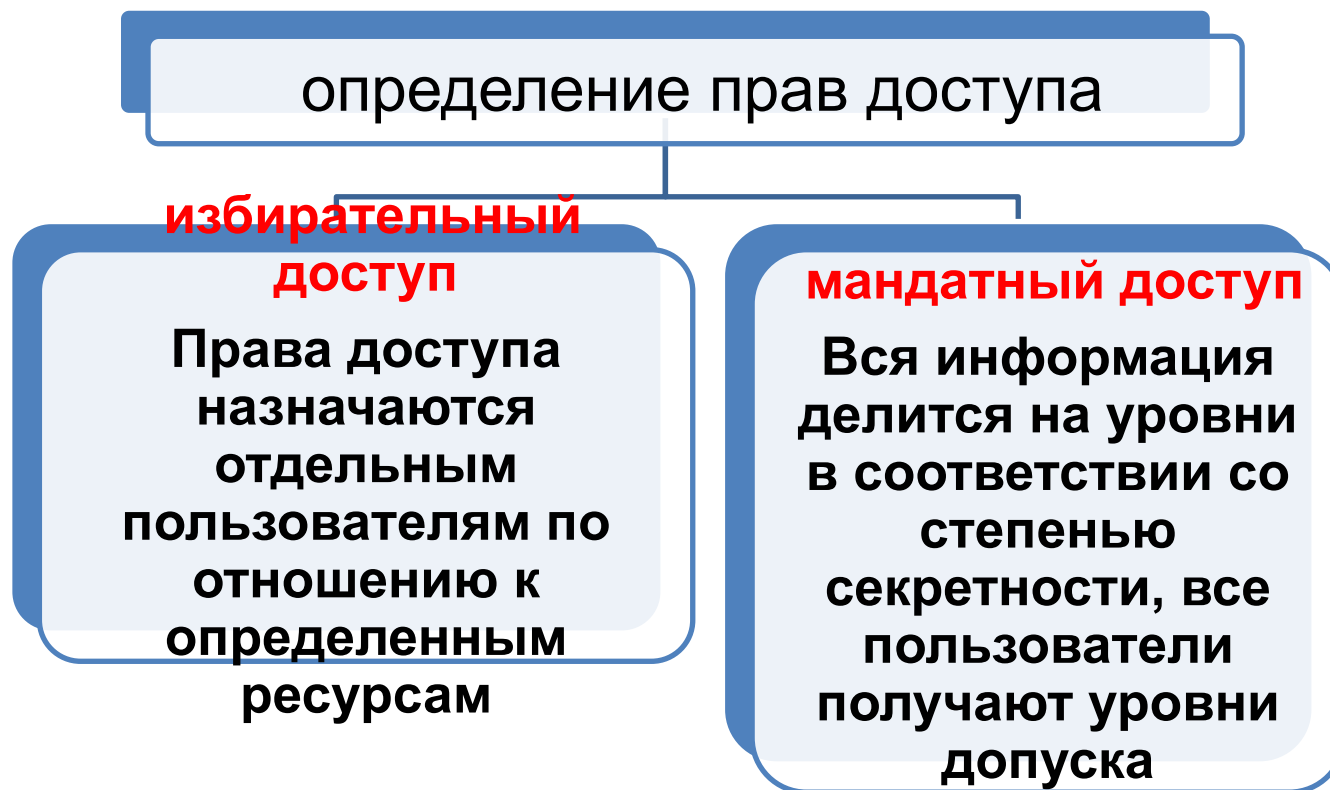 определение прав доступа
избирательный
доступ
Права доступа
назначаются
отдельным
пользователям по
отношению к
определенным
ресурсам
мандатный доступ
Вся информация
делится на уровни
в соответствии со
степенью
секретности, все
пользователи
получают уровни
допуска